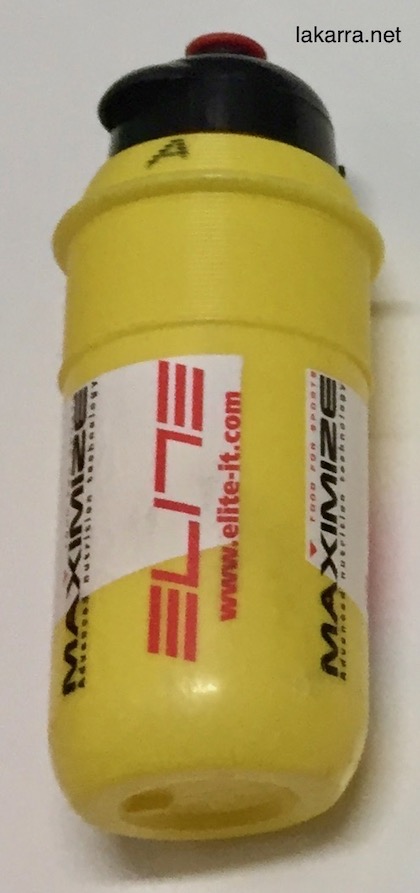 lakarra.net
MAXIMIZE
Advanced nutrition technology
ELITE
www.elite-it.com
FOOD FOR SPORTS
MAXIMIZE
Advanced nutrition technology